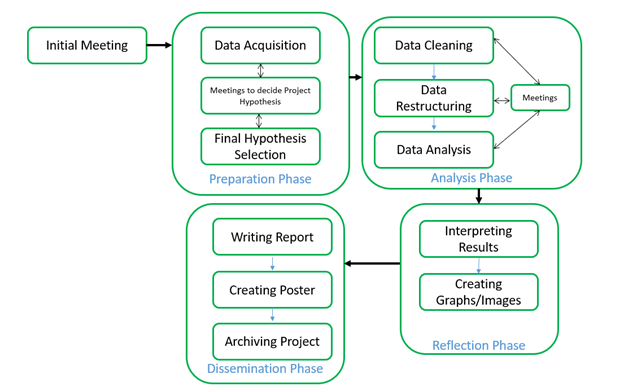 Initial Meeting
Data Acquisition
Meetings to decide Project
Hypothesis
Final Hypothesis
Selection
Preparation Phase
Data Cleaning
Data
Restructuring
Data Analysis
Meetings
Analysis Phase
Interpreting
Results
Creating
Graphs/Images
Reflection Phase
Writing Report
Creating Poster
Archiving Project
Dissemination Phase